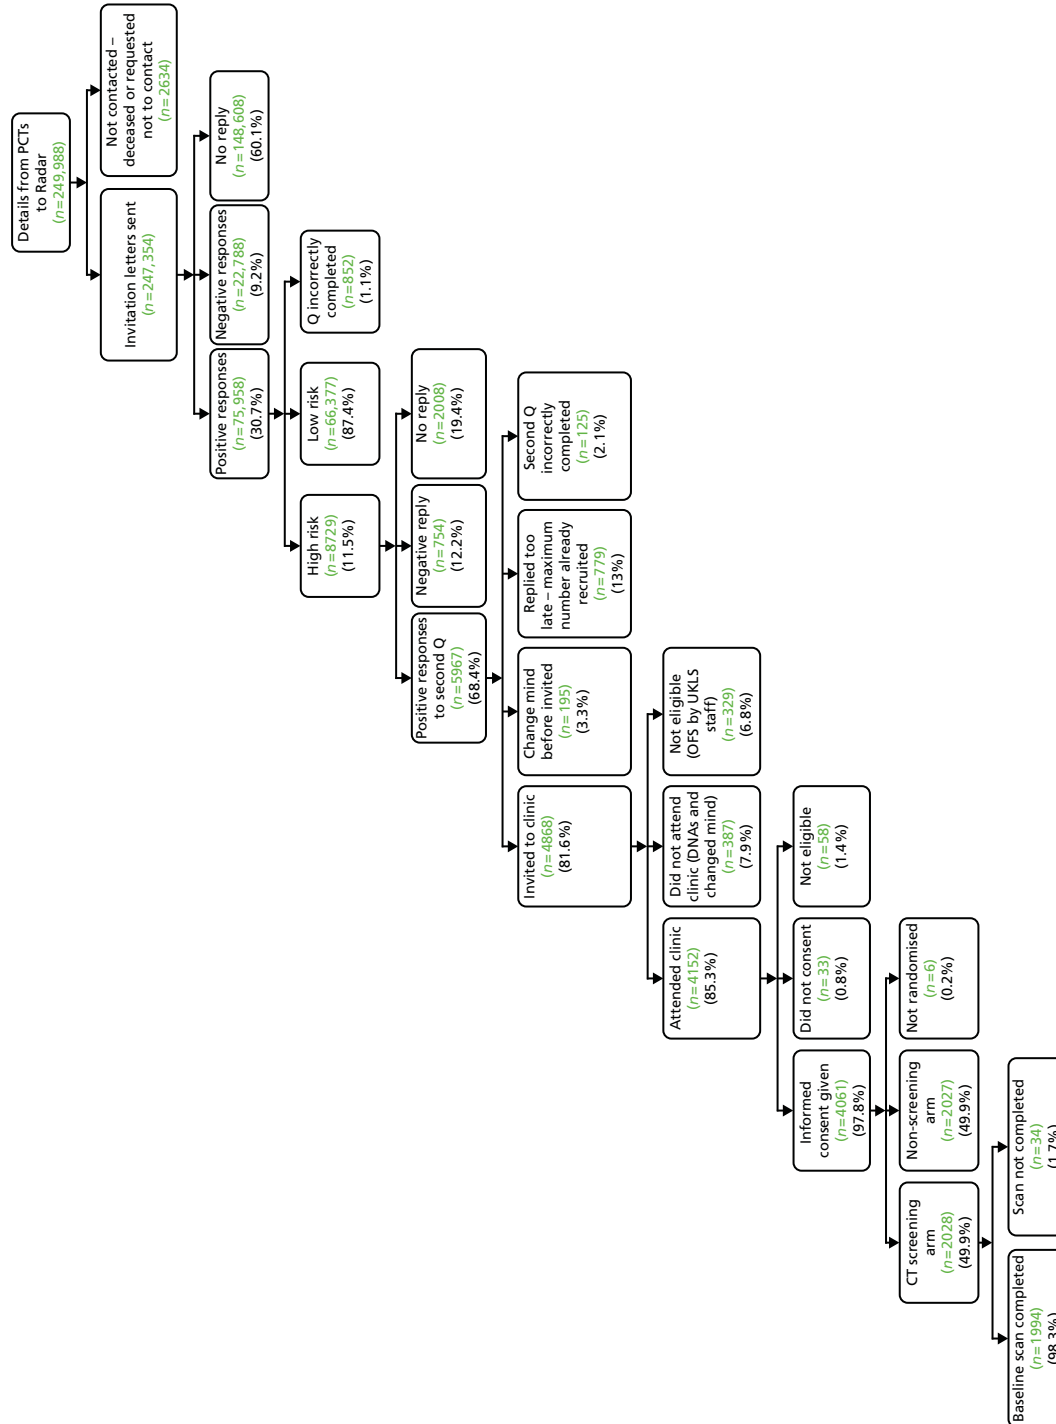 Details from PCTs
to Radar
(n=249,988)
Invitation letters sent
(n=247,354)
Not contacted –
deceased or requested
not to contact
(n=2634)
Positive responses
(n=75,958)
(30.7%)
Negative responses
(n=22,788)
(9.2%)
No reply
(n=148,608)
(60.1%)
High risk
(n=8729)
(11.5%)
Low risk
(n=66,377)
(87.4%)
Q incorrectly
completed
(n=852)
(1.1%)
Positive responses
to second Q
(n=5967)
(68.4%)
Negative reply
(n=754)
(12.2%)
No reply
(n=2008)
(19.4%)
Invited to clinic
(n=4868)
(81.6%)
Change mind
before invited
(n=195)
(3.3%)
Replied too
late – maximum
number already
recruited
(n=779)
(13%)
Second Q
incorrectly
completed
(n=125)
(2.1%)
Attended clinic
(n=4152)
(85.3%)
Did not attend
clinic (DNAs and
changed mind)
(n=387)
(7.9%)
Not eligible
(OFS by UKLS
staff)
(n=329)
(6.8%)
Informed
consent given
(n=4061)
(97.8%)
Did not consent
(n=33)
(0.8%)
Not eligible
(n=58)
(1.4%)
CT screening
arm
(n=2028)
(49.9%)
Non-screening
arm
(n=2027)
(49.9%)
Not randomised
(n=6)
(0.2%)
Baseline scan completed
(n=1994)
(98.3%)
Scan not completed
(n=34)
(1.7%)